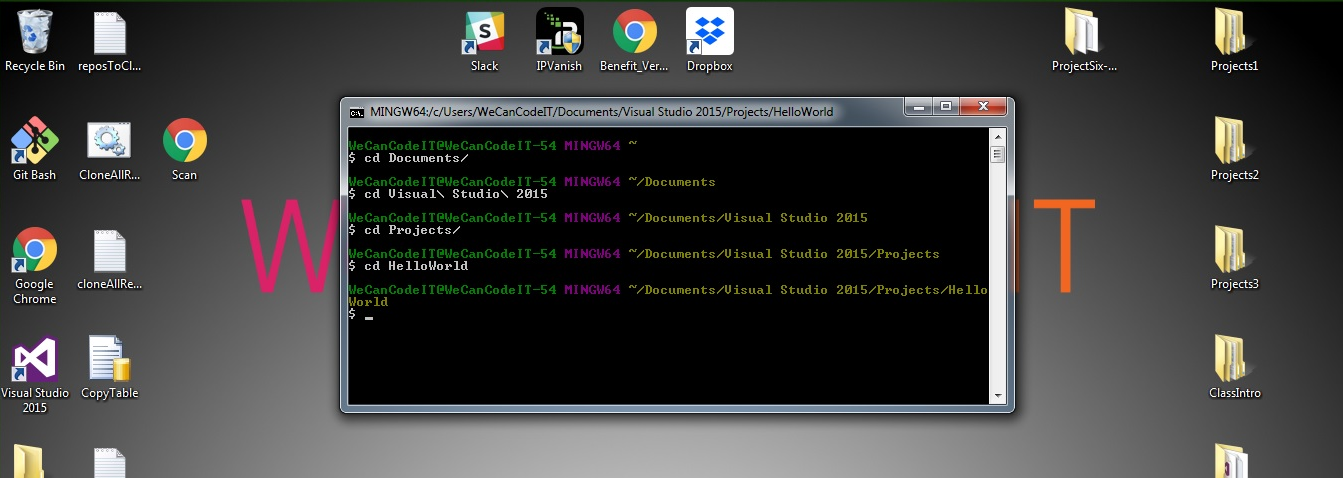 Recycle Bin
reposToCl...
Slack
IPVanish
Benefit_Ver...
Dropbox
ProjectSix-...
Projects1
MINGW64:/c/Users/WeCanCodeIT/Documents/Visual Studio 2015/Projects/HelloWorld
C:\.
WeCanCodeIT@WeCanCodeIT-54 MINGW64 ~
$ cd Documents/
WeCanCodeIT@WeCanCodeIT-54 MINGW64 ~/Documents
$ cd Visual\ Studio\ 2015
WeCanCodeIT@WeCanCodeIT-54 MINGW64 ~/Documents/Visual Studio 2015
$ cd Projects/
WeCanCodeIT@WeCanCodeIT-54 MINGW64 ~/Documents/Visual Studio 2015/Projects
$ cd HelloWorld
WeCanCodeIT@WeCanCodeIT-54 MINGW64 ~/Documents/Visual Studio 2015/Projects/Hello
World
$ _
Git Bash
CloneAllR...
Scan
Projects2
W
T
Google
Chrome
cloneAllRe...
Projects3
Visual Studio
2015
CopyTable
ClassIntro